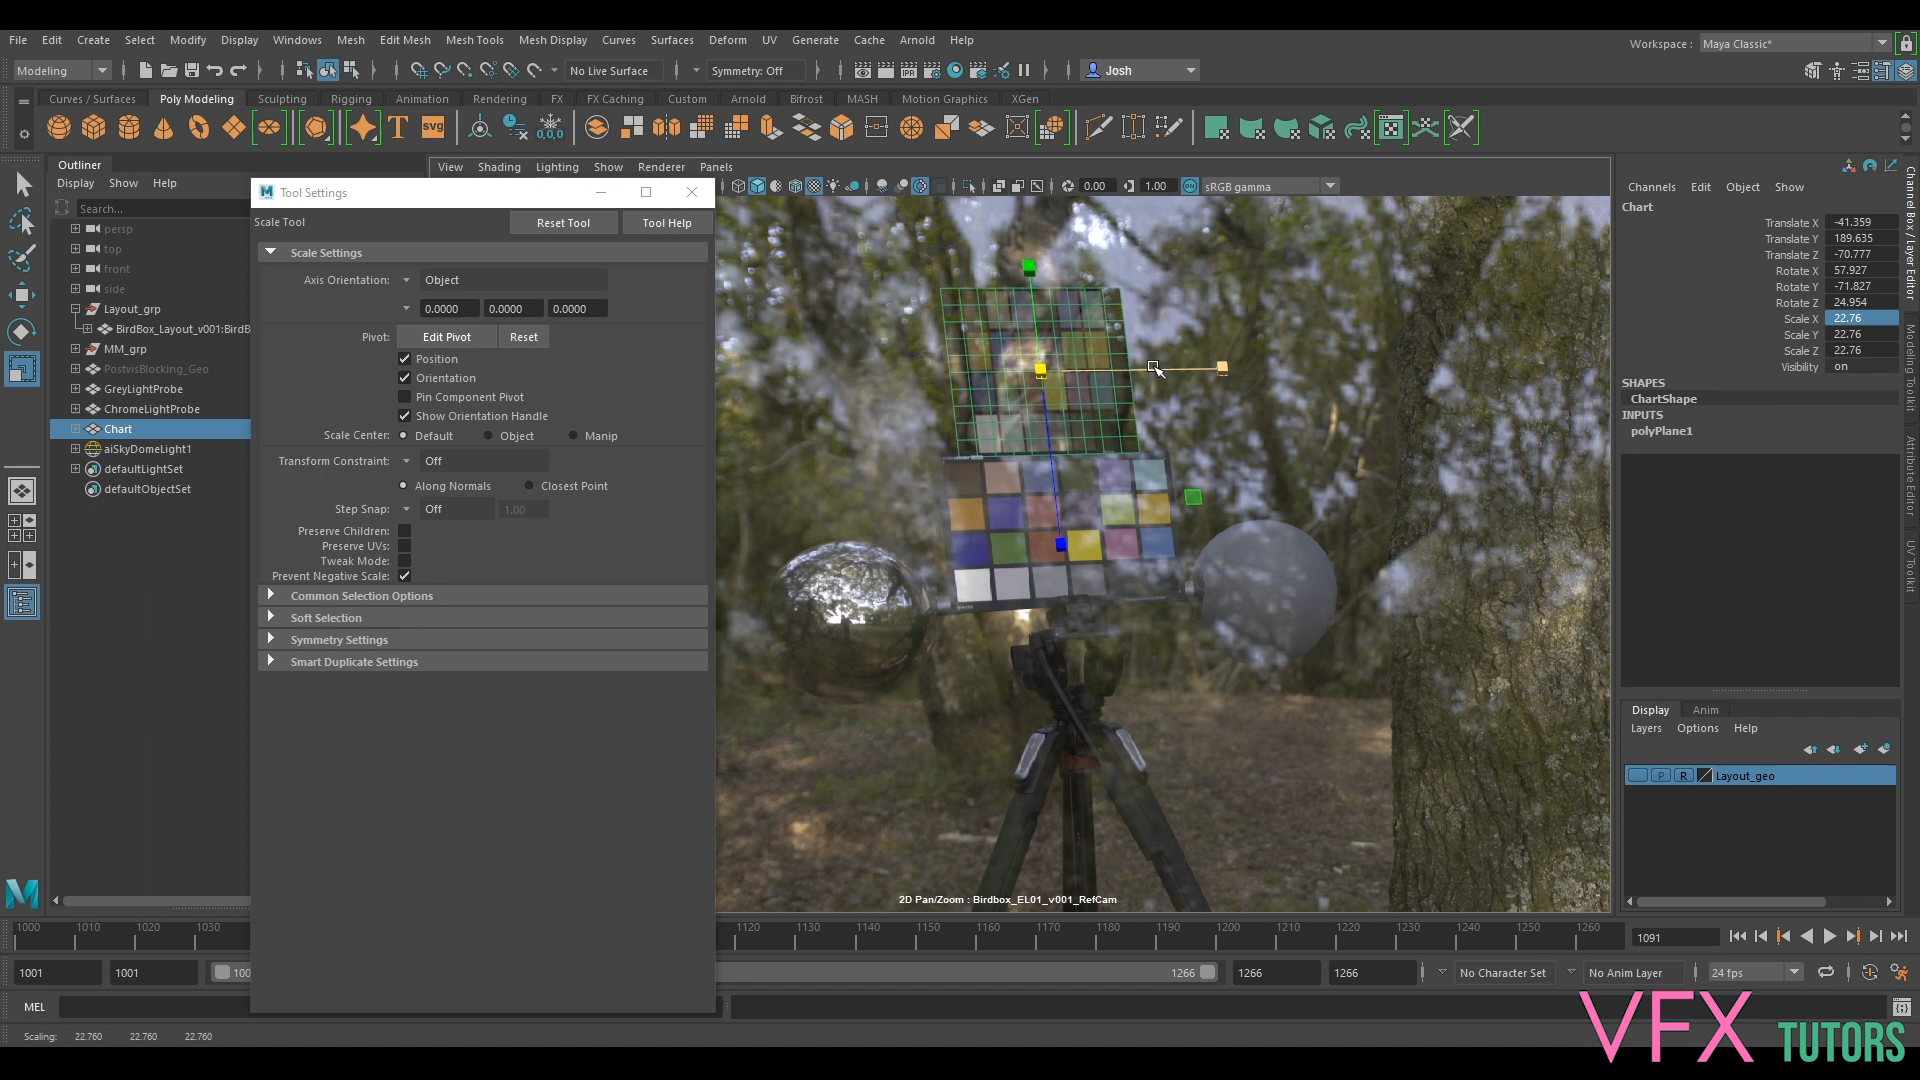 File Edit Create Select Modify Display Windows Mesh Edit Mesh Mesh Tools Mesh Display Curves Surfaces Deform UV Generate Cache Arnold Help
Workspace : Maya Classic*
Modeling No Live Surface Symmetry: Off Josh
Curves / Surfaces Poly Modeling Sculpting Rigging Animation Rendering FX FX Caching Custom Arnold Bifrost MASH Motion Graphics XGen
Outliner
Display Show Help
Search...
persp
top
front
side
Layout_grp
BirdBox_Layout_v001:BirdB
MM_grp
PostvisBlocking_Geo
GreyLightProbe
ChromeLightProbe
Chart
aiSkyDomeLight1
defaultLightSet
defaultObjectSet
Tool Settings
Scale Tool Reset Tool Tool Help
Scale Settings
Axis Orientation: Object
0.0000 0.0000 0.0000
Pivot: Edit Pivot Reset
Position
Orientation
Pin Component Pivot
Show Orientation Handle
Scale Center: Default Object Manip
Transform Constraint: Off
Along Normals Closest Point
Step Snap: Off 1.00
Preserve Children:
Preserve UVs:
Tweak Mode:
Prevent Negative Scale:
Common Selection Options
Soft Selection
Symmetry Settings
Smart Duplicate Settings
View Shading Lighting Show Renderer Panels
0.00 1.00 sRGB gamma
2D Pan/Zoom : Birdbox_EL01_v001_RefCam
Channels Edit Object Show
Chart
Translate X -41.359
Translate Y 189.635
Translate Z -70.777
Rotate X 57.927
Rotate Y -71.827
Rotate Z 24.954
Scale X 22.76
Scale Y 22.76
Scale Z 22.76
Visibility on
SHAPES
ChartShape
INPUTS
polyPlane1
Channel Box / Layer Editor
Modeling Toolkit
Attribute Editor
UV Toolkit
Display Anim
Layers Options Help
P R Layout_geo
1000 1010 1020 1030 1120 1130 1140 1150 1160 1170 1180 1190 1200 1210 1220 1230 1240 1250 1260
1091
1001 1001 100 1266 1266 1266 No Character Set No Anim Layer 24 fps
MEL
Scaling: 22.760 22.760 22.760
VFX TUTORS